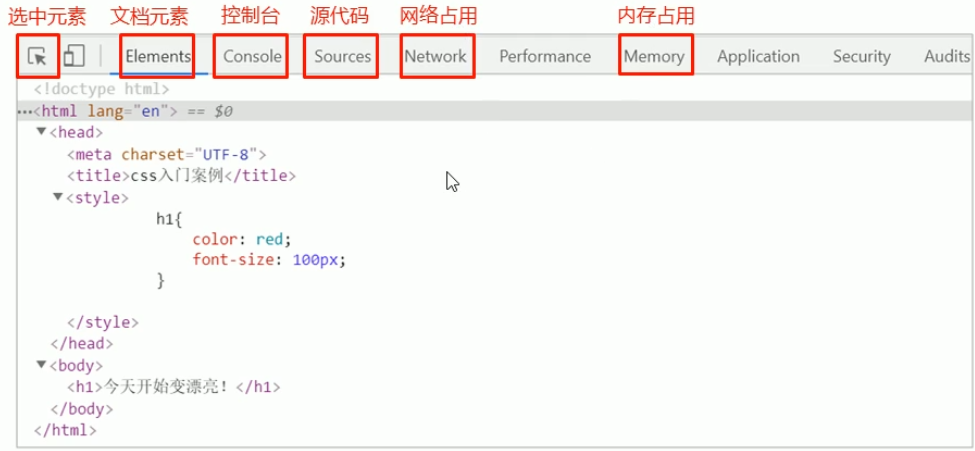 选中元素 文档元素 控制台 源代码 网络占用 内存占用
Elements Console Sources Network Performance Memory Application Security Audits
<!doctype html>
…<html lang="en"> == $0
▼<head>
<meta charset="UTF-8">
<title>css入门案例</title>
▼<style>
h1{
color: red;
font-size: 100px;
}
</style>
</head>
▼<body>
<h1>今天开始变漂亮！</h1>
</body>
</html>